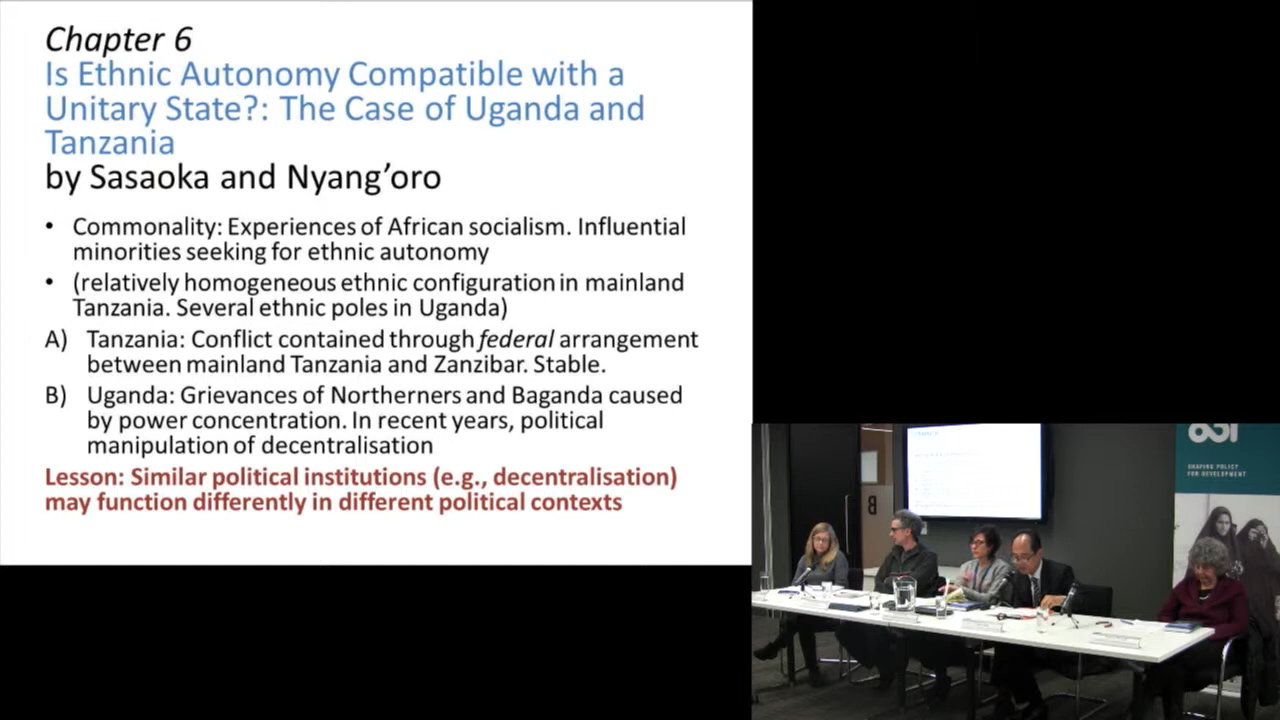 Chapter 6
Is Ethnic Autonomy Compatible with a
Unitary State?: The Case of Uganda and
Tanzania
by Sasaoka and Nyang’oro
• Commonality: Experiences of African socialism. Influential
minorities seeking for ethnic autonomy
• (relatively homogeneous ethnic configuration in mainland
Tanzania. Several ethnic poles in Uganda)
A) Tanzania: Conflict contained through federal arrangement
between mainland Tanzania and Zanzibar. Stable.
B) Uganda: Grievances of Northerners and Baganda caused
by power concentration. In recent years, political
manipulation of decentralisation
Lesson: Similar political institutions (e.g., decentralisation)
may function differently in different political contexts
SHAPING POLICY
FOR DEVELOPMENT